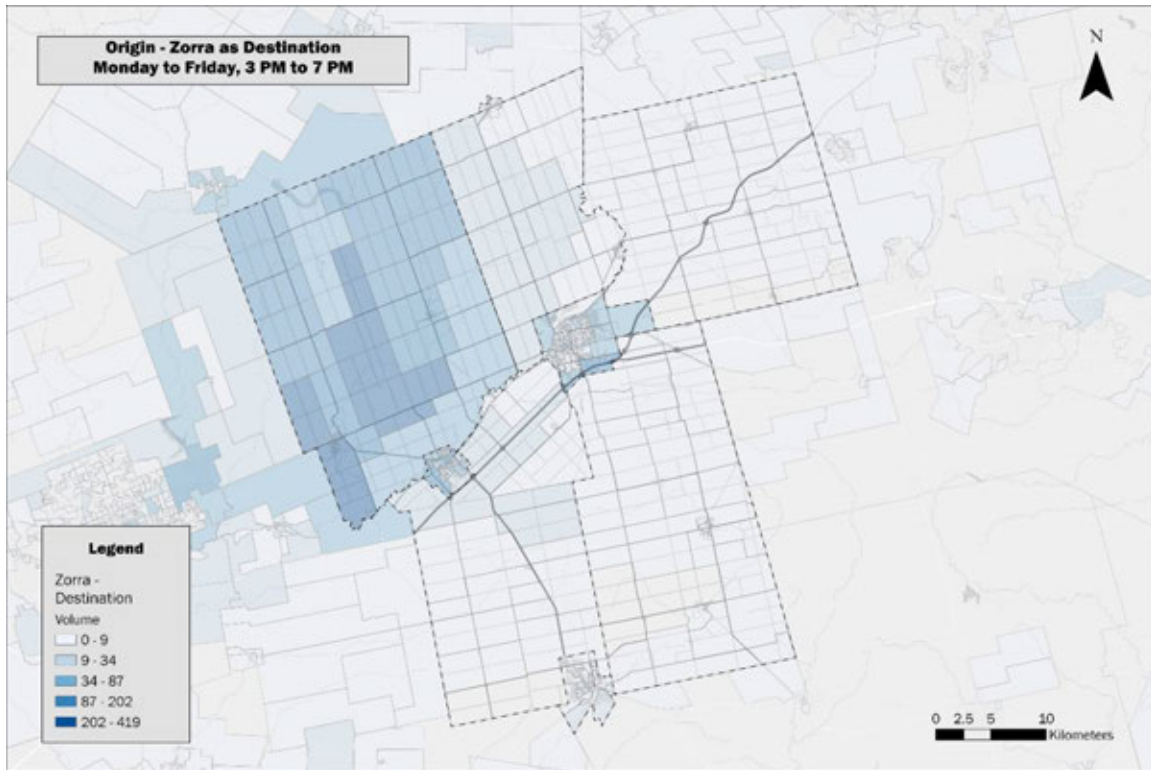 Origin - Zorra as Destination
Monday to Friday, 3 PM to 7 PM
N
Legend
Zorra -
Destination
Volume
0 - 9
9 - 34
34 - 87
87 - 202
202 - 419
0 2.5 5 10
Kilometers